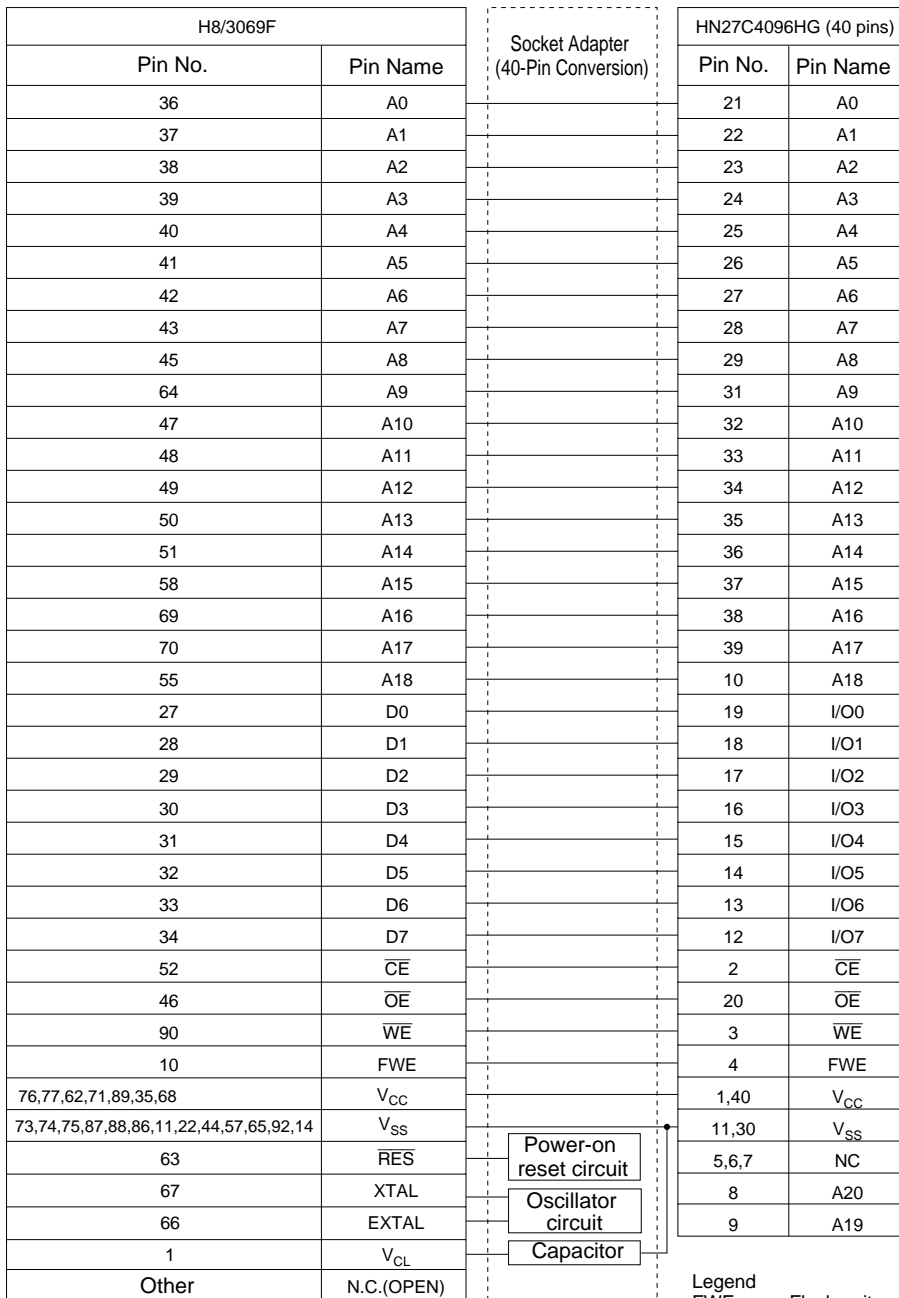 H8/3069F Socket Adapter HN27C4096HG (40 pins)
Pin No. Pin Name (40-Pin Conversion) Pin No. Pin Name
36 A0 21 A0
37 A1 22 A1
38 A2 23 A2
39 A3 24 A3
40 A4 25 A4
41 A5 26 A5
42 A6 27 A6
43 A7 28 A7
45 A8 29 A8
64 A9 31 A9
47 A10 32 A10
48 A11 33 A11
49 A12 34 A12
50 A13 35 A13
51 A14 36 A14
58 A15 37 A15
69 A16 38 A16
70 A17 39 A17
55 A18 10 A18
27 D0 19 I/O0
28 D1 18 I/O1
29 D2 17 I/O2
30 D3 16 I/O3
31 D4 15 I/O4
32 D5 14 I/O5
33 D6 13 I/O6
34 D7 12 I/O7
52 C̅E̅ 2 C̅E̅
46 O̅E̅ 20 O̅E̅
90 W̅E̅ 3 W̅E̅
10 FWE 4 FWE
76,77,62,71,89,35,68 VCC 1,40 VCC
73,74,75,87,88,86,11,22,44,57,65,92,14 VSS 11,30 VSS
63 R̅E̅S̅ Power-on reset circuit 5,6,7 NC
67 XTAL Oscillator 8 A20
66 EXTAL circuit 9 A19
1 VCL Capacitor
Other N.C.(OPEN) Legend